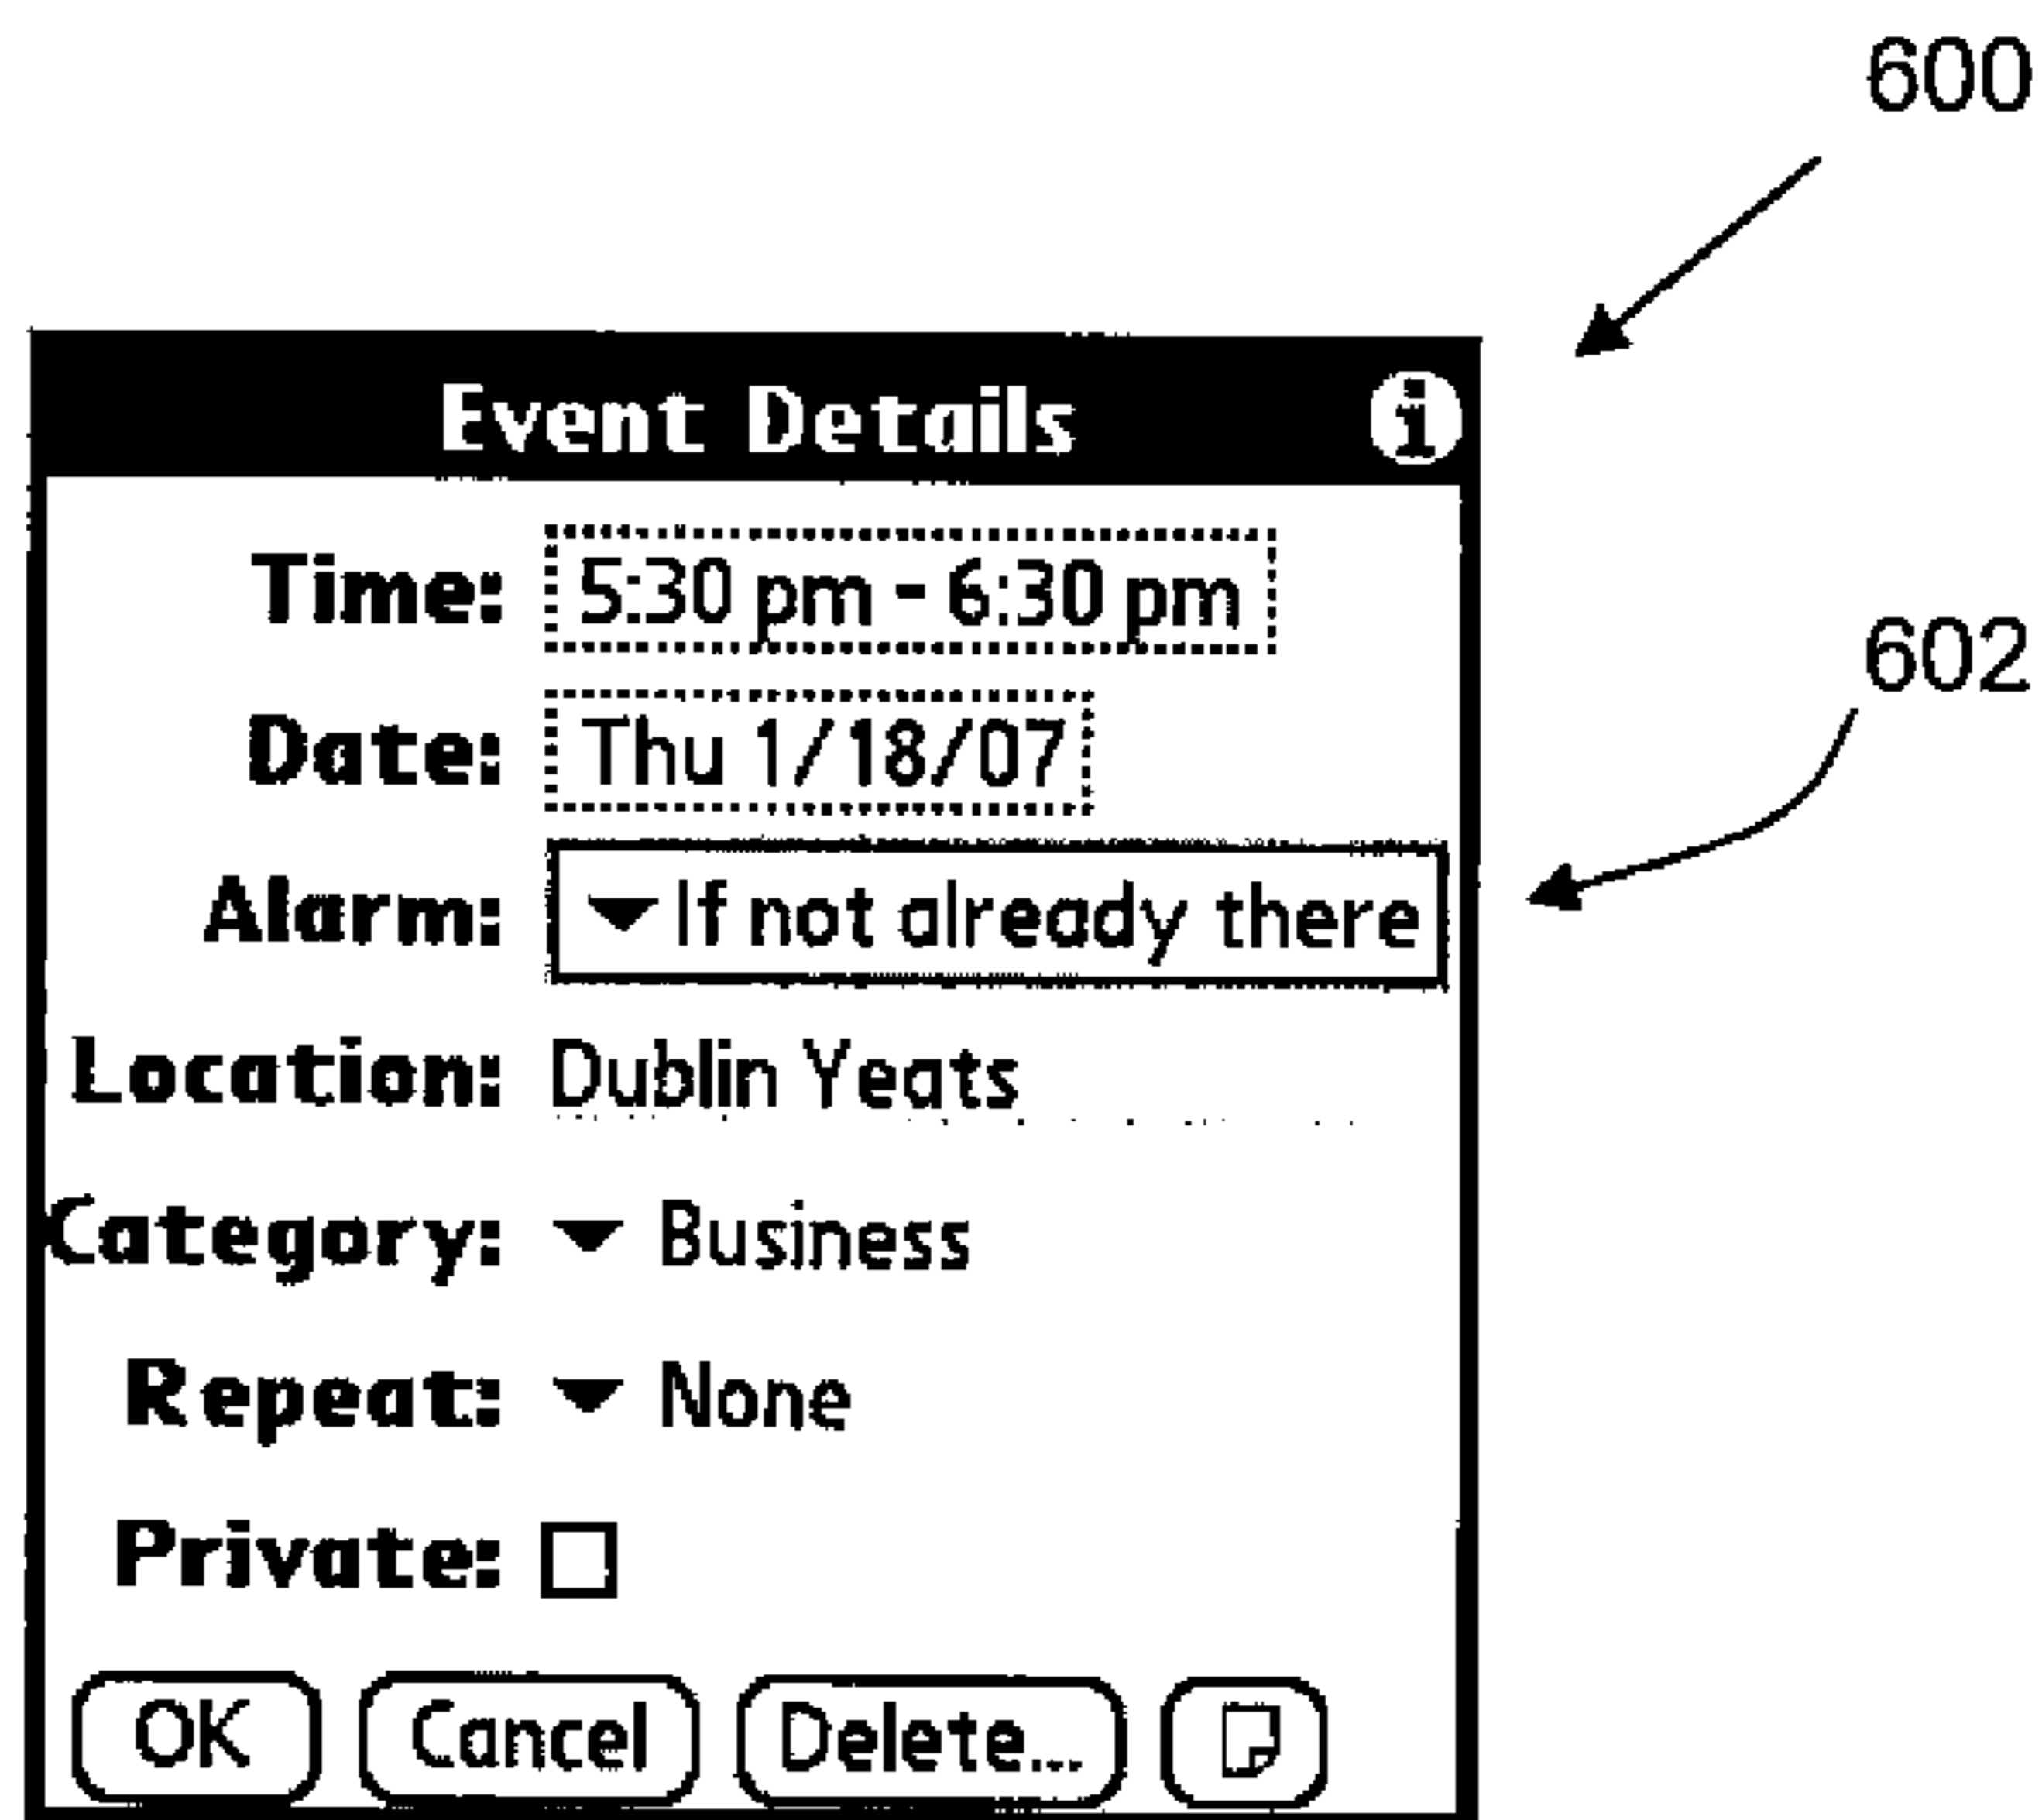 600
Event Details i
Time: 5:30 pm - 6:30 pm
602
Date: Thu 1/18/07
Alarm: If not already there
Location: Dublin Yeats
Category: Business
Repeat: None
Private:
OK Cancel Delete...